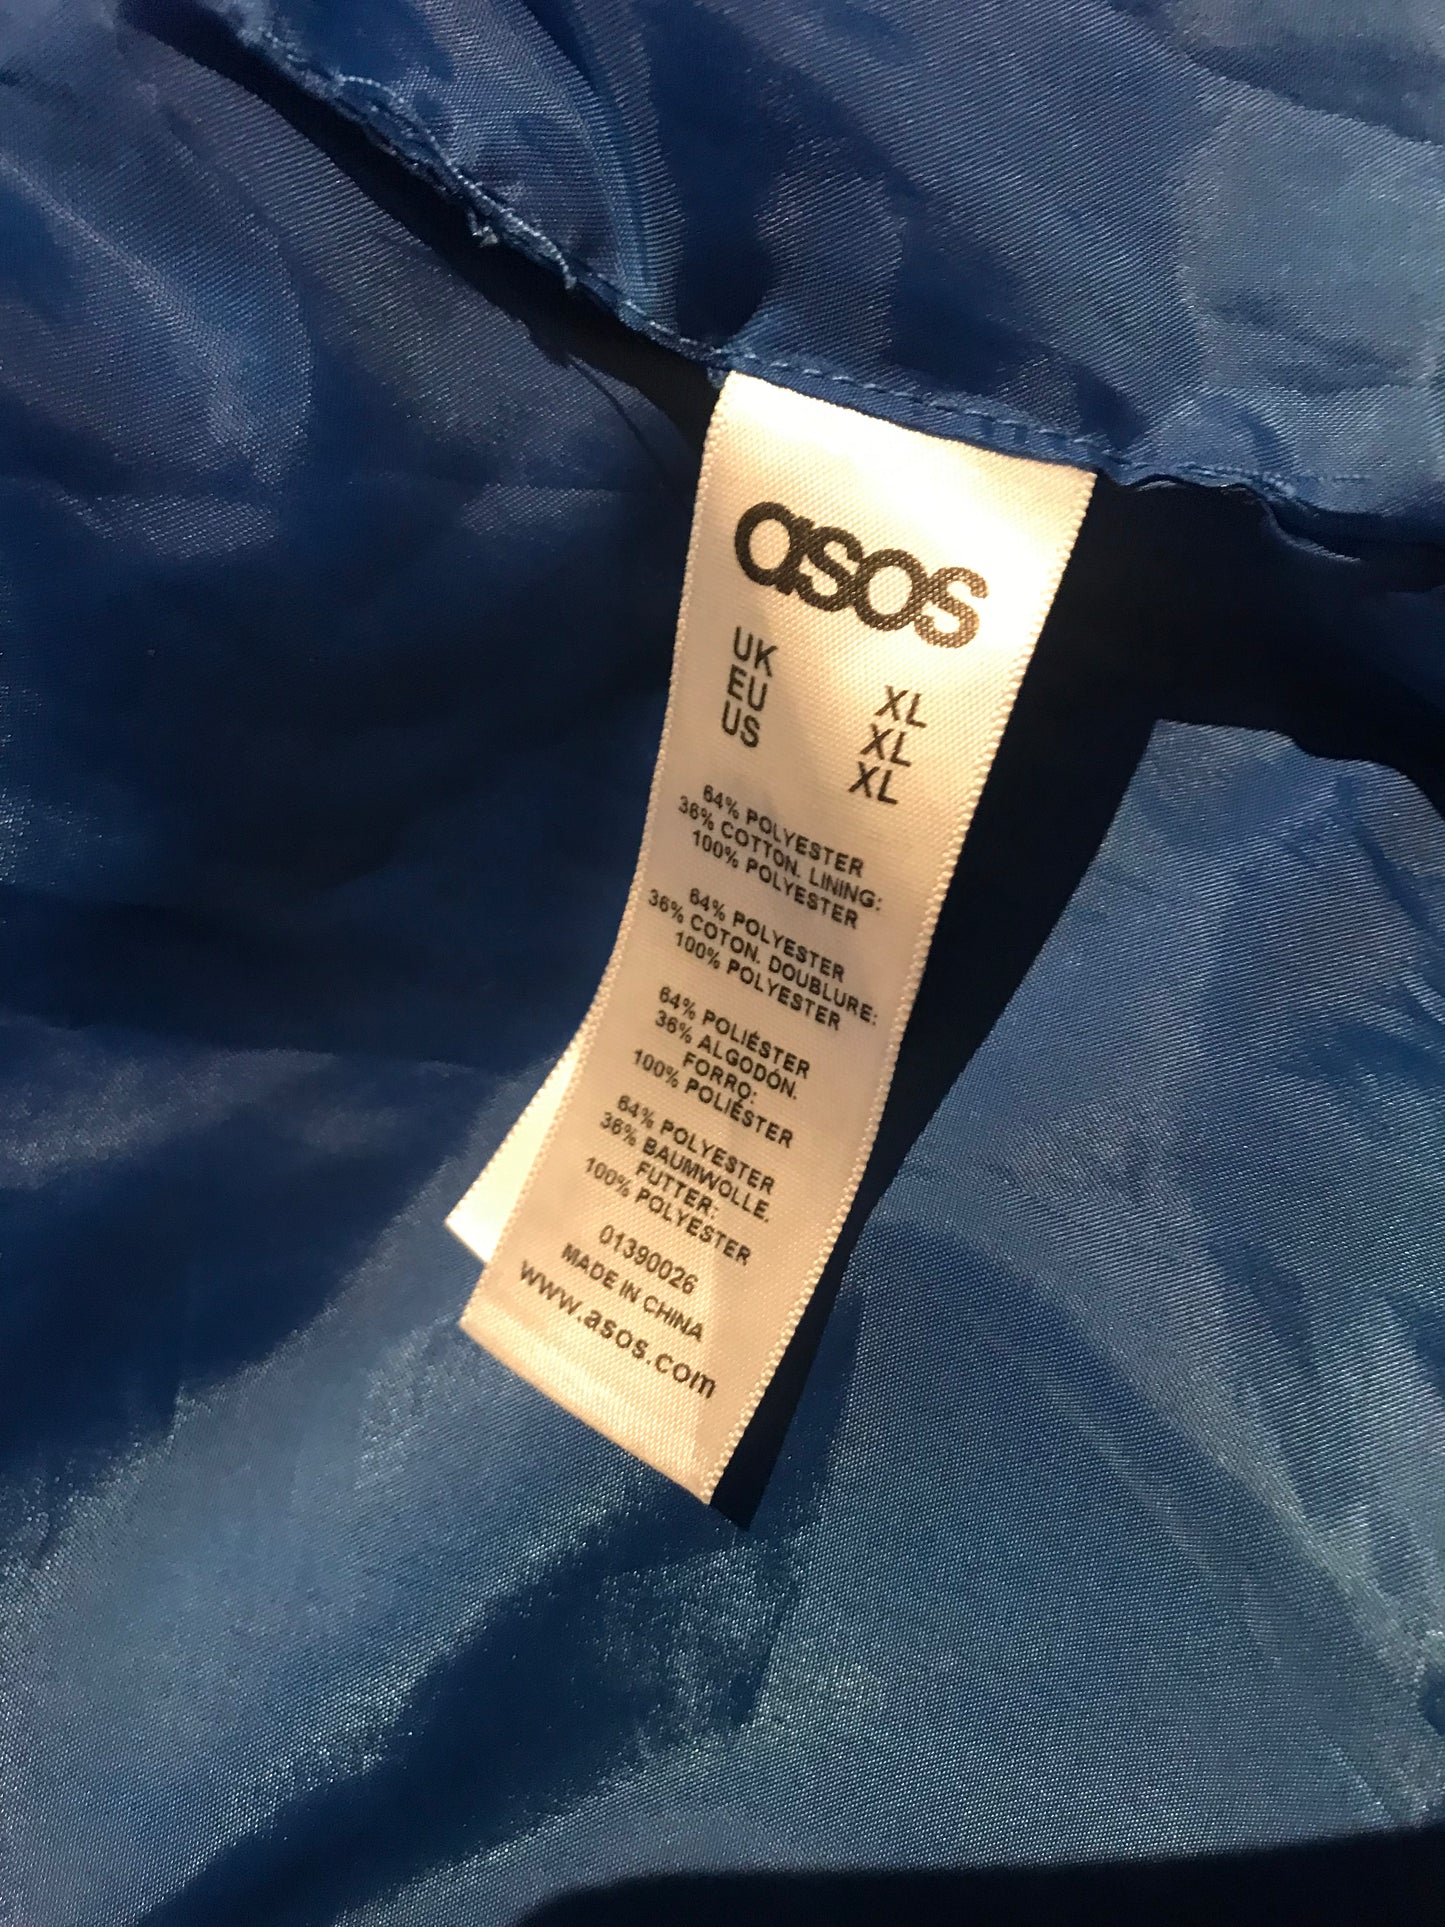 asos
UK XL
EU XL
US XL
64% POLYESTER
36% COTTON. LINING:
100% POLYESTER
64% POLYESTER
36% COTON. DOUBLURE:
100% POLYESTER
64% POLIÉSTER
36% ALGODÓN.
FORRO:
100% POLIÉSTER
64% POLYESTER
36% BAUMWOLLE.
FUTTER:
100% POLYESTER
01390026
MADE IN CHINA
www.asos.com